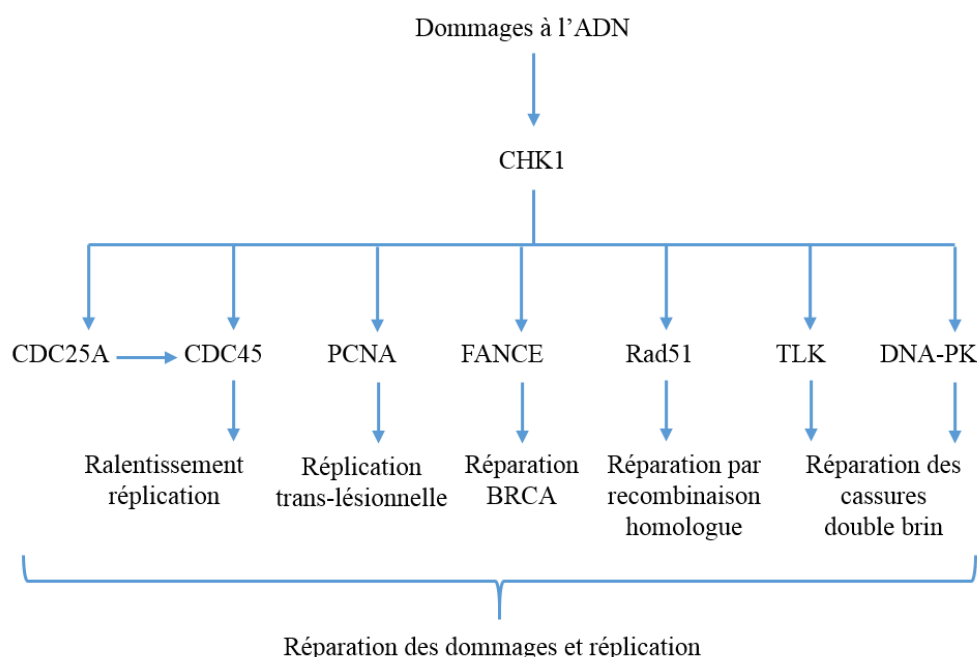 Dommages à l'ADN
CHK1
CDC25A
CDC45
PCNA
FANCE
Rad51
TLK
DNA-PK
Ralentissement
réplication
Réplication
trans-lésionnelle
Réparation
BRCA
Réparation par
recombinaison
homologue
Réparation des
cassures
double brin
Réparation des dommages et réplication